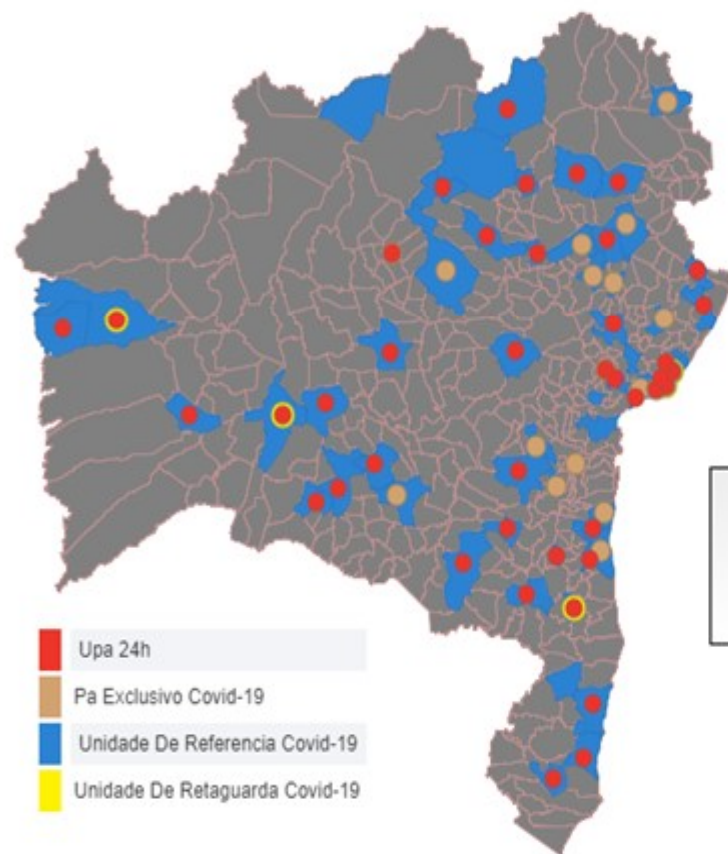 Upa 24h
Pa Exclusivo Covid-19
Unidade De Referencia Covid-19
Unidade De Retaguarda Covid-19